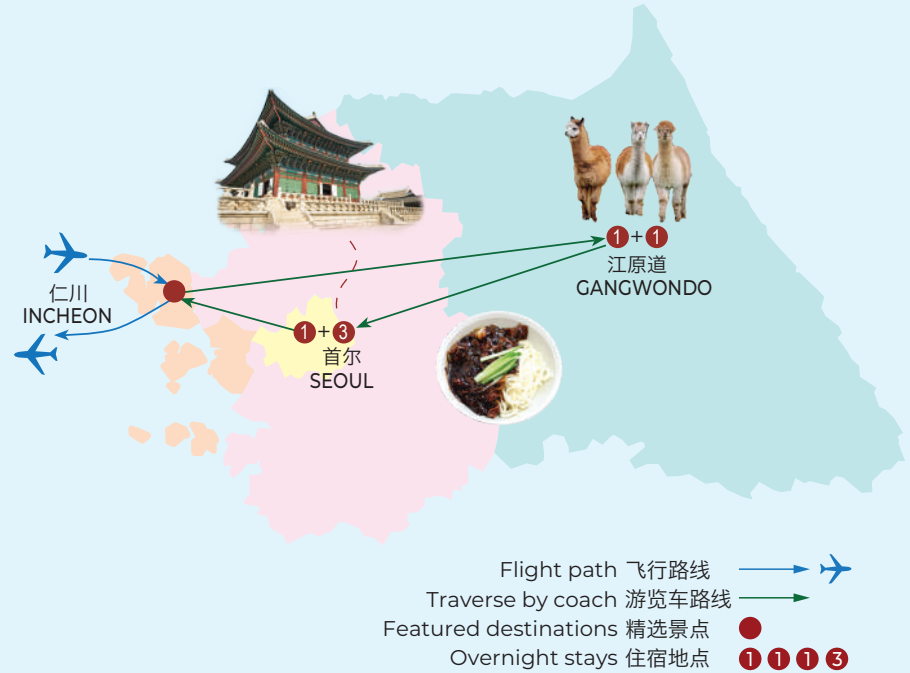 1 + 1
江原道
GANGWONDO
仁川
INCHEON
1 + 3
首尔
SEOUL
Flight path 飞行路线
Traverse by coach 游览车路线
Featured destinations 精选景点
Overnight stays 住宿地点 1 1 1 3